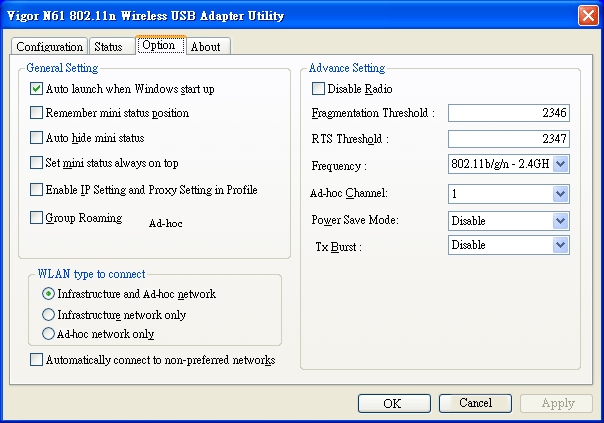 Vigor N61 802.11n Wireless USB Adapter Utility
Configuration Status Option About
General Setting
Auto launch when Windows start up
Remember mini status position
Auto hide mini status
Set mini status always on top
Enable IP Setting and Proxy Setting in Profile
Group Roaming Ad-hoc
WLAN type to connect
Infrastructure and Ad-hoc network
Infrastructure network only
Ad-hoc network only
Automatically connect to non-preferred networks
Advance Setting
Disable Radio
Fragmentation Threshold : 2346
RTS Threshold : 2347
Frequency : 802.11b/g/n - 2.4GH
Ad-hoc Channel: 1
Power Save Mode: Disable
Tx Burst : Disable
OK Cancel Apply